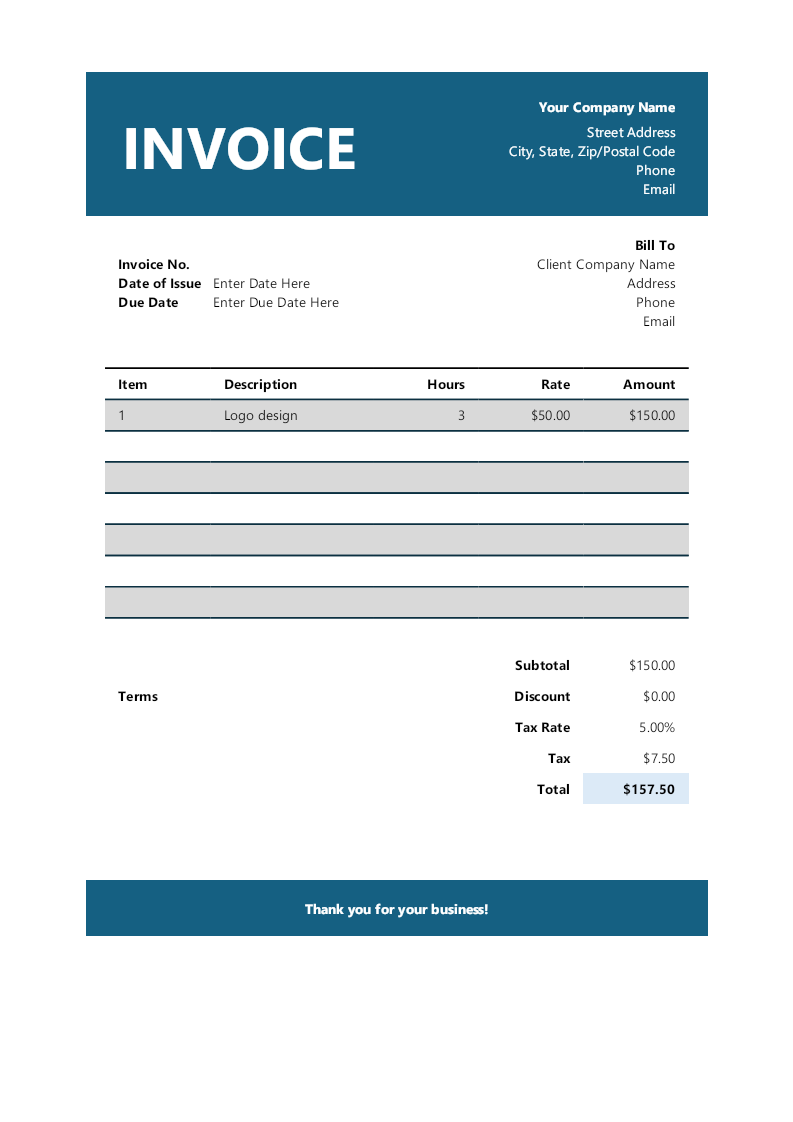 INVOICE
Your Company Name
Street Address
City, State, Zip/Postal Code
Phone
Email
Invoice No.
Date of Issue Enter Date Here
Due Date Enter Due Date Here
Bill To
Client Company Name
Address
Phone
Email
Item Description Hours Rate Amount
1 Logo design 3 $50.00 $150.00
Subtotal $150.00
Terms
Discount $0.00
Tax Rate 5.00%
Tax $7.50
Total $157.50
Thank you for your business!